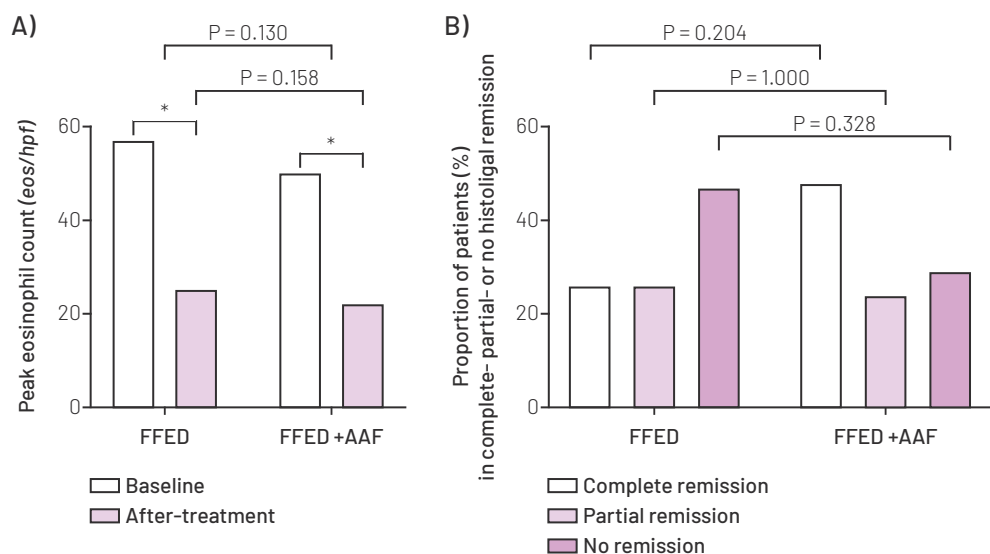 A)
P = 0.130
P = 0.158
*
*
Peak eosinophil count (eos/hpf)
60
40
20
0
FFED
FFED +AAF
Baseline
After-treatment
B)
P = 0.204
P = 1.000
P = 0.328
Proportion of patients (%)
in complete- partial- or no histoligal remission
60
40
20
0
FFED
FFED +AAF
Complete remission
Partial remission
No remission